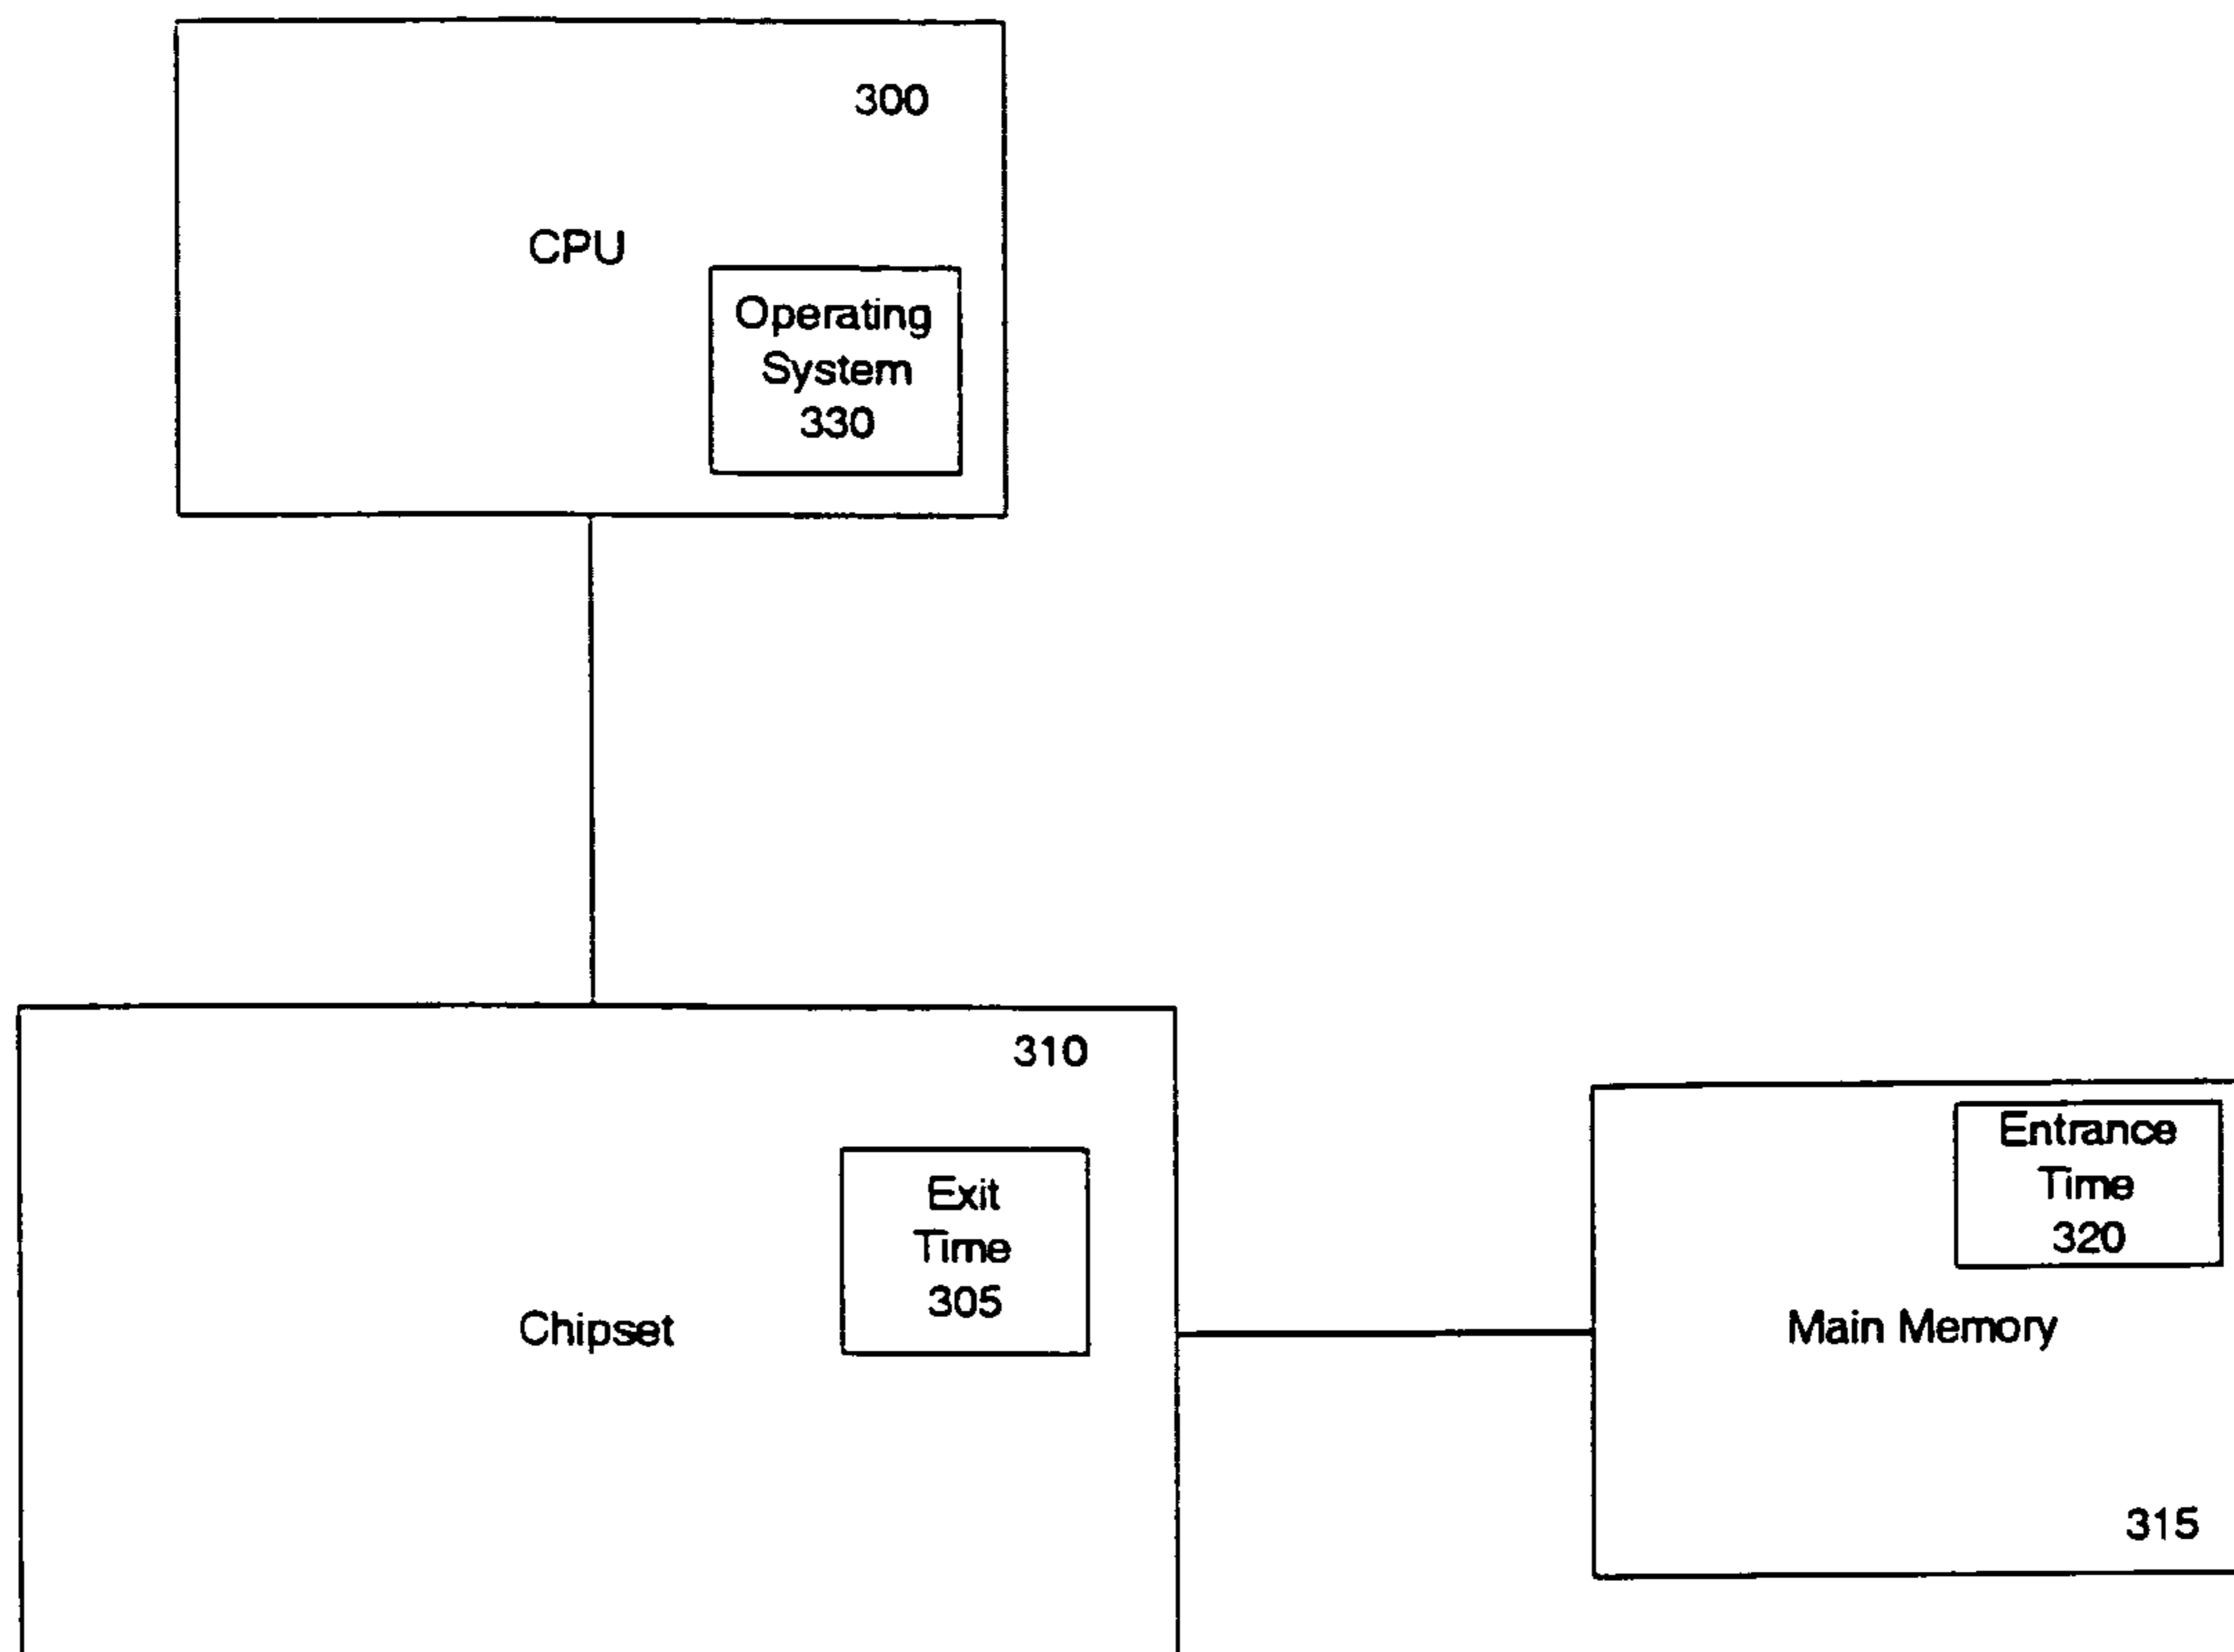 300
CPU
Operating
System
330
310
Exit
Time
305
Chipset
Entrance
Time
320
Main Memory
315